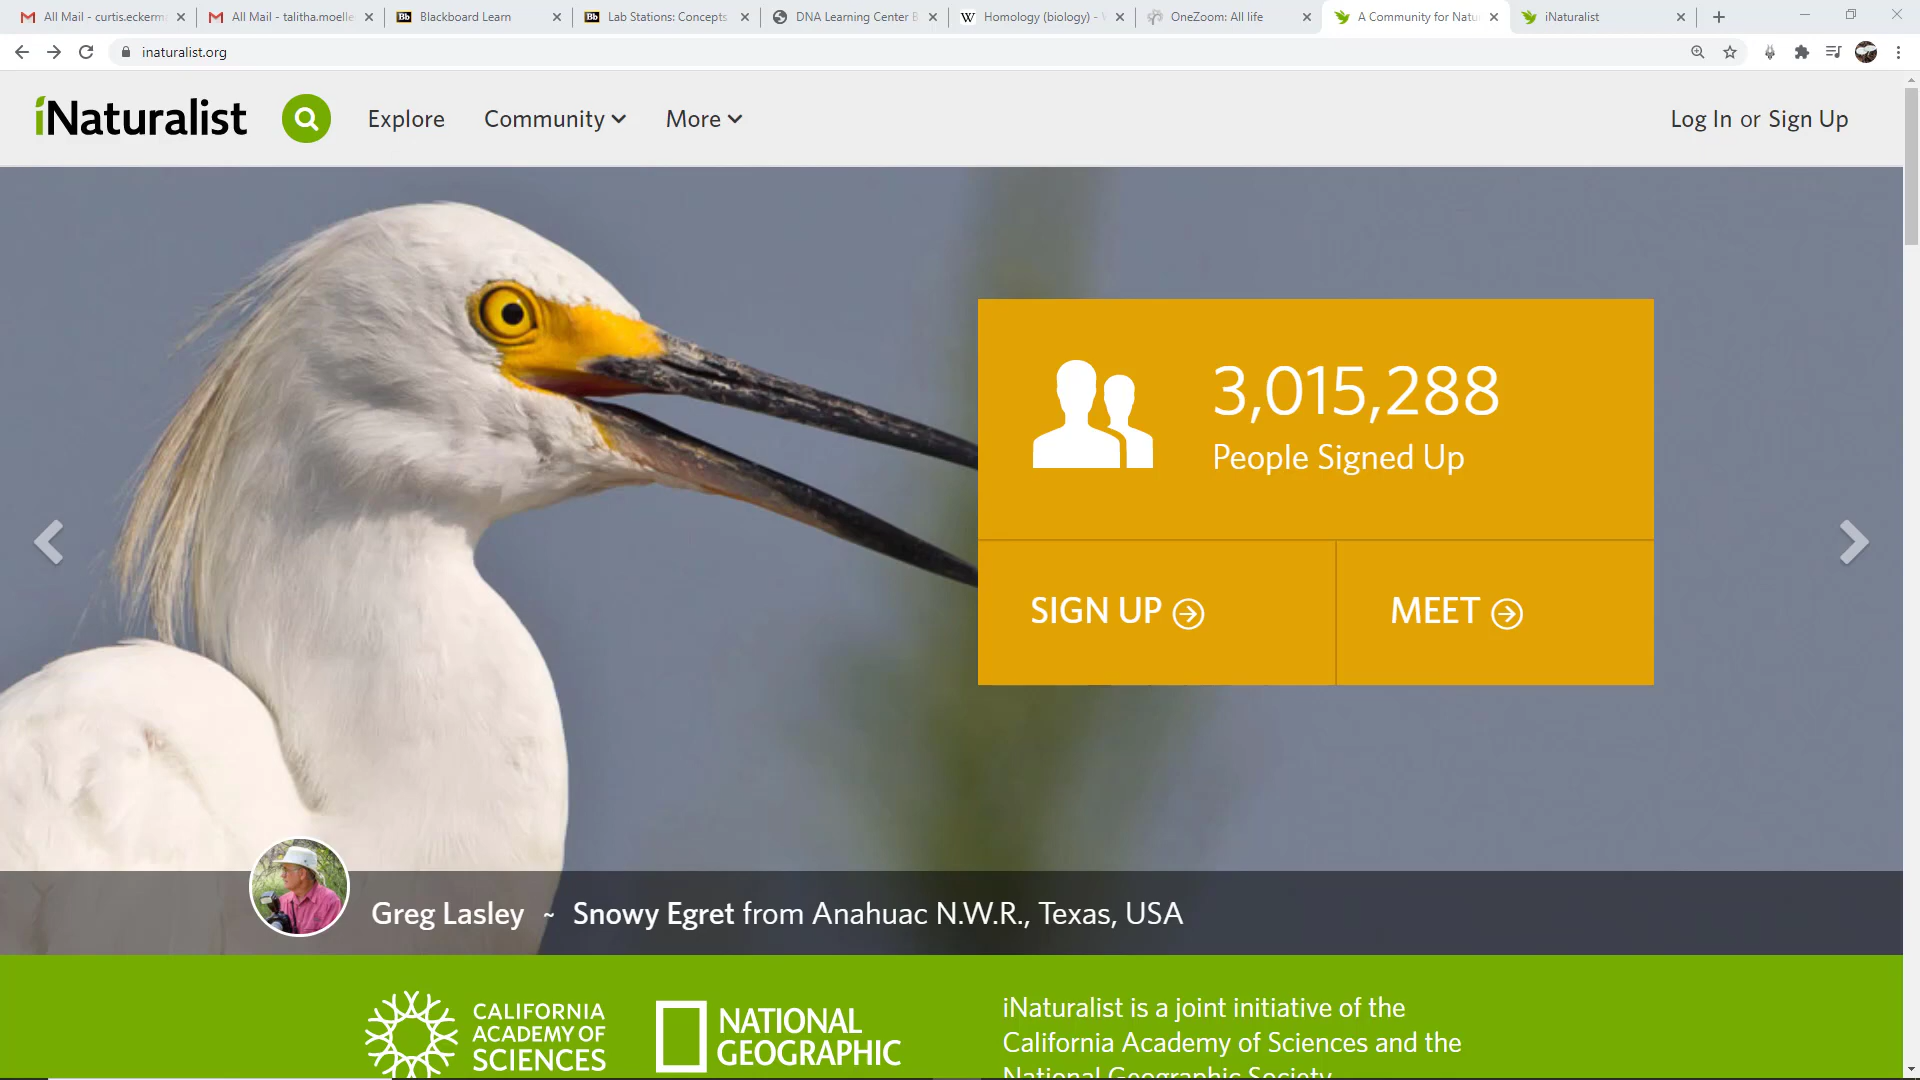 All Mail - curtis.eckerm
All Mail - talitha.moelle
Blackboard Learn
Lab Stations: Concepts
DNA Learning Center B
Homology (biology) -
OneZoom: All life
A Community for Natu
iNaturalist
inaturalist.org
iNaturalist
Explore
Community
More
Log In or Sign Up
3,015,288
People Signed Up
SIGN UP
MEET
Greg Lasley ~ Snowy Egret from Anahuac N.W.R., Texas, USA
CALIFORNIA
ACADEMY OF
SCIENCES
NATIONAL
GEOGRAPHIC
iNaturalist is a joint initiative of the
California Academy of Sciences and the
National Geographic Society